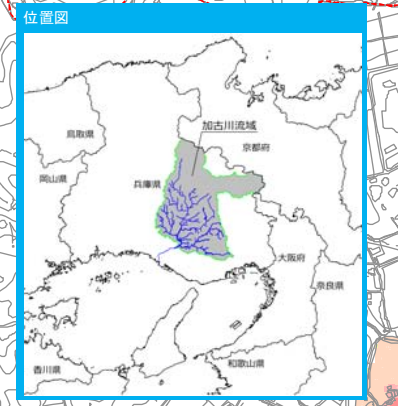 位置図
加古川流域
鳥取県
京都府
岡山県
兵庫県
大阪府
奈良県
和歌山県
香川県